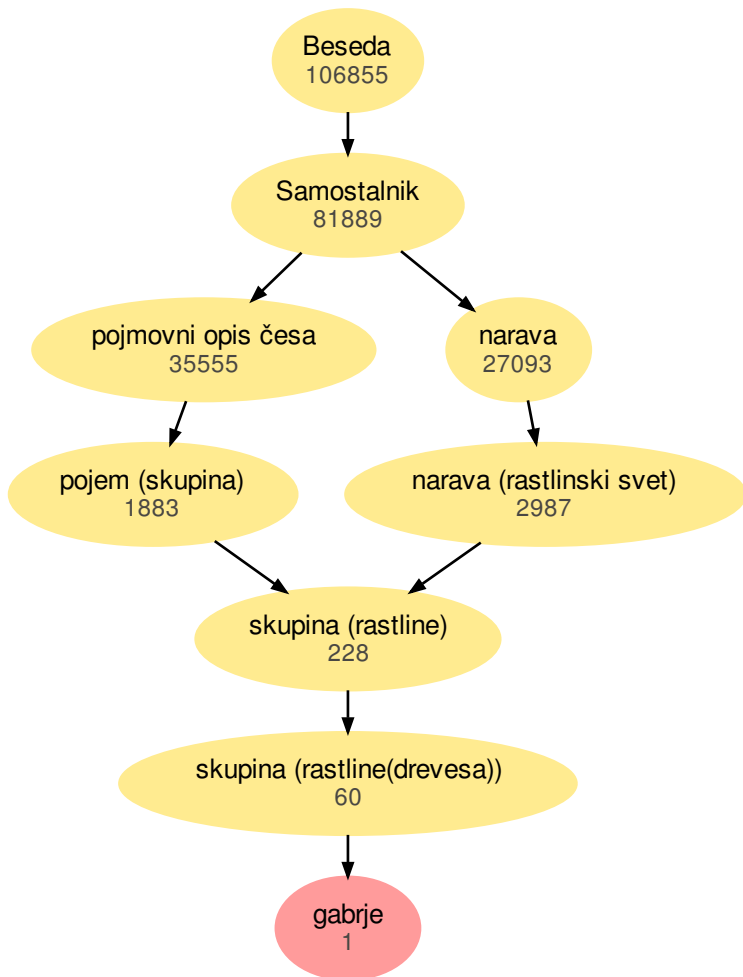 Beseda
106855
Samostalnik
81889
pojmovni opis česa
35555
narava
27093
pojem (skupina)
1883
narava (rastlinski svet)
2987
skupina (rastline)
228
skupina (rastline(drevesa))
60
gabrje
1